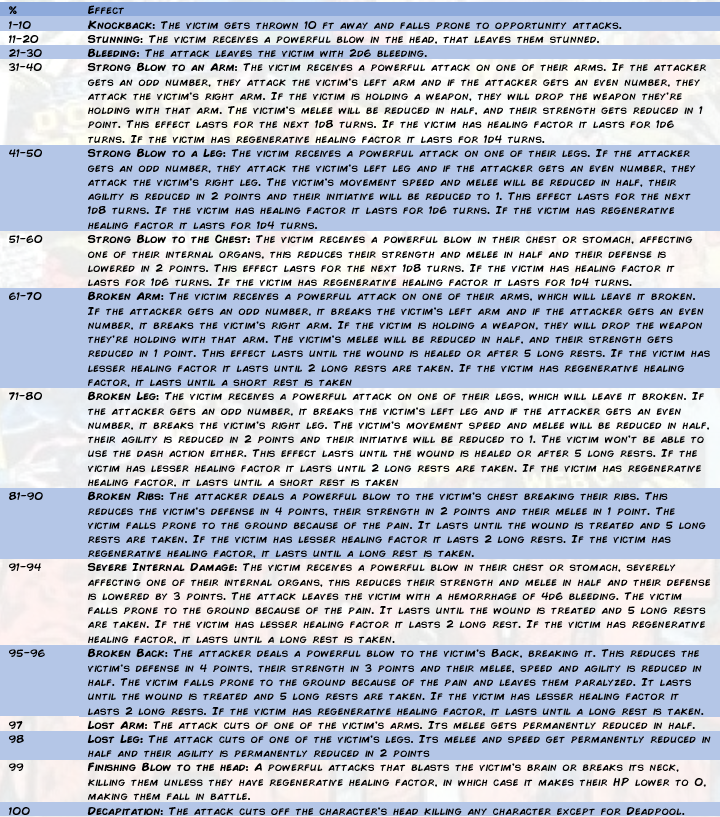 % Effect
1-10 Knockback: The victim gets thrown 10 ft away and falls prone to opportunity attacks.
11-20 Stunning: The victim receives a powerful blow in the head, that leaves them stunned.
21-30 Bleeding: The attack leaves the victim with 2d6 bleeding.
31-40 Strong Blow to an Arm: The victim receives a powerful attack on one of their arms. If the attacker
gets an odd number, they attack the victim's left arm and if the attacker gets an even number, they
attack the victim's right arm. If the victim is holding a weapon, they will drop the weapon they're
holding with that arm. The victim's melee will be reduced in half, and their strength gets reduced in 1
point. This effect lasts for the next 1d8 turns. If the victim has healing factor it lasts for 1d6
turns. If the victim has regenerative healing factor it lasts for 1d4 turns.
41-50 Strong Blow to a Leg: The victim receives a powerful attack on one of their legs. If the attacker
gets an odd number, they attack the victim's left leg and if the attacker gets an even number, they
attack the victim's right leg. The victim's movement speed and melee will be reduced in half, their
agility is reduced in 2 points and their initiative will be reduced to 1. This effect lasts for the next
1d8 turns. If the victim has healing factor it lasts for 1d6 turns. If the victim has regenerative
healing factor it lasts for 1d4 turns.
51-60 Strong Blow to the Chest: The victim receives a powerful blow in their chest or stomach, affecting
one of their internal organs, this reduces their strength and melee in half and their defense is
lowered in 2 points. This effect lasts for the next 1d8 turns. If the victim has healing factor it
lasts for 1d6 turns. If the victim has regenerative healing factor it lasts for 1d4 turns.
61-70 Broken Arm: The victim receives a powerful attack on one of their arms, which will leave it broken.
If the attacker gets an odd number, it breaks the victim's left arm and if the attacker gets an even
number, it breaks the victim's right arm. If the victim is holding a weapon, they will drop the weapon
they're holding with that arm. The victim's melee will be reduced in half, and their strength gets
reduced in 1 point. This effect lasts until the wound is healed or after 5 long rests. If the victim has
lesser healing factor it lasts until 2 long rests are taken. If the victim has regenerative healing
factor, it lasts until a short rest is taken
71-80 Broken Leg: The victim receives a powerful attack on one of their legs, which will leave it broken. If
the attacker gets an odd number, it breaks the victim's left leg and if the attacker gets an even
number, it breaks the victim's right leg. The victim's movement speed and melee will be reduced in half,
their agility is reduced in 2 points and their initiative will be reduced to 1. The victim won't be able to
use the dash action either. This effect lasts until the wound is healed or after 5 long rests. If the
victim has lesser healing factor it lasts until 2 long rests are taken. If the victim has regenerative
healing factor, it lasts until a short rest is taken
81-90 Broken Ribs: The attacker deals a powerful blow to the victim's chest breaking their ribs. This
reduces the victim's defense in 4 points, their strength in 2 points and their melee in 1 point. The
victim falls prone to the ground because of the pain. It lasts until the wound is treated and 5 long
rests are taken. If the victim has lesser healing factor it lasts 2 long rests. If the victim has
regenerative healing factor, it lasts until a long rest is taken.
91-94 Severe Internal Damage: The victim receives a powerful blow in their chest or stomach, severely
affecting one of their internal organs, this reduces their strength and melee in half and their defense
is lowered by 3 points. The attack leaves the victim with a hemorrhage of 4d6 bleeding. The victim
falls prone to the ground because of the pain. It lasts until the wound is treated and 5 long rests
are taken. If the victim has lesser healing factor it lasts 2 long rest. If the victim has regenerative
healing factor, it lasts until a long rest is taken.
95-96 Broken Back: The attacker deals a powerful blow to the victim's Back, breaking it. This reduces the
victim's defense in 4 points, their strength in 3 points and their melee, speed and agility is reduced in
half. The victim falls prone to the ground because of the pain and leaves them paralyzed. It lasts
until the wound is treated and 5 long rests are taken. If the victim has lesser healing factor it
lasts 2 long rests. If the victim has regenerative healing factor, it lasts until a long rest is taken.
97 Lost Arm: The attack cuts of one of the victim's arms. Its melee gets permanently reduced in half.
98 Lost Leg: The attack cuts of one of the victim's legs. Its melee and speed get permanently reduced in
half and their agility is permanently reduced in 2 points
99 Finishing Blow to the head: A powerful attacks that blasts the victim's brain or breaks its neck,
killing them unless they have regenerative healing factor, in which case it makes their HP lower to 0,
making them fall in battle.
100 Decapitation: The attack cuts off the character's head killing any character except for Deadpool.